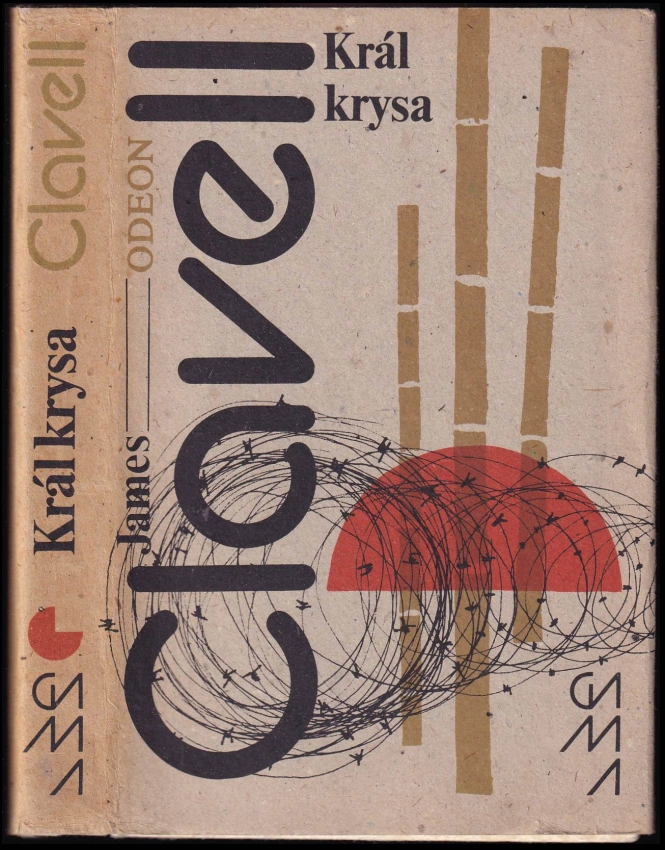 Král krysa Clavell
James ODEON
Clavell
Král
krysa